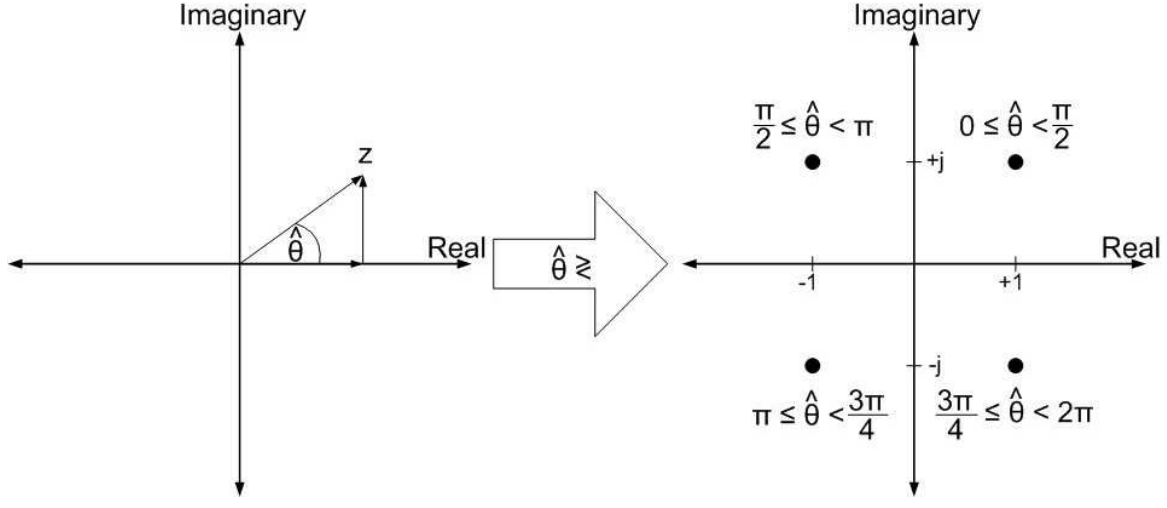 Imaginary
z
θ̂
Real
θ̂ ≷
Imaginary
π/2 ≤ θ̂ < π
0 ≤ θ̂ < π/2
+j
Real
-1
+1
-j
π ≤ θ̂ < 3π/4
3π/4 ≤ θ̂ < 2π